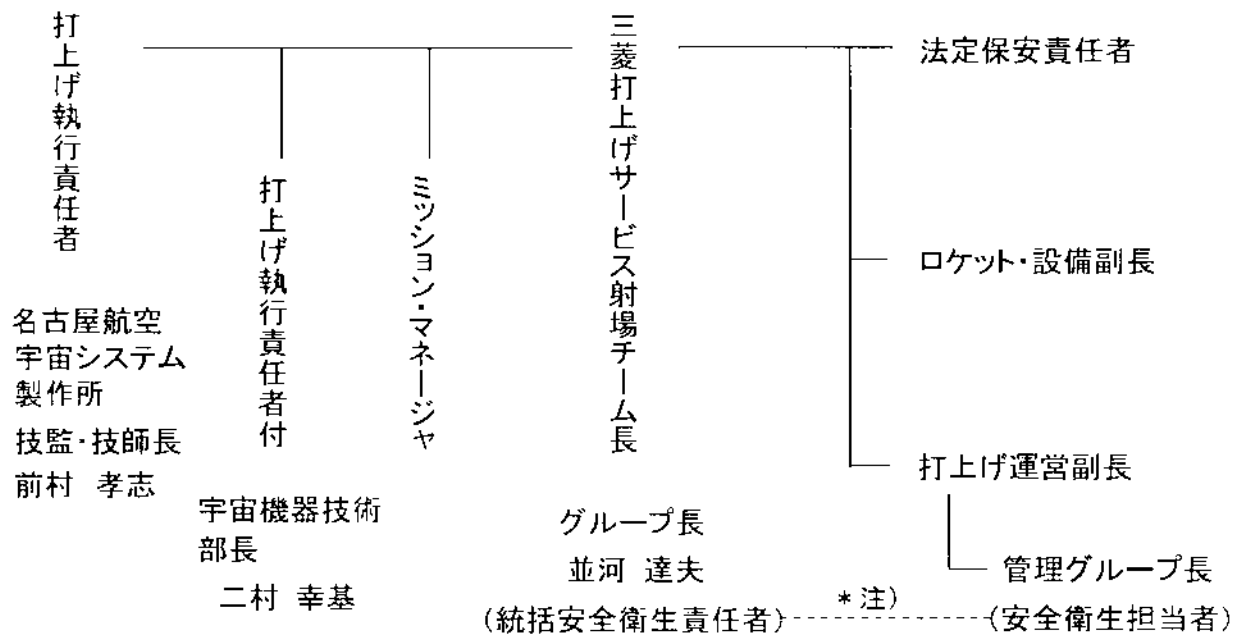 打上げ執行責任者
名古屋航空
宇宙システム
製作所
技監・技師長
前村 孝志
打上げ執行責任者付
宇宙機器技術
部長
二村 幸基
ミッション・マネージャ
三菱打上げサービス射場チーム長
グループ長
並河 達夫
(統括安全衛生責任者)
*注)
法定保安責任者
ロケット・設備副長
打上げ運営副長
管理グループ長
(安全衛生担当者)